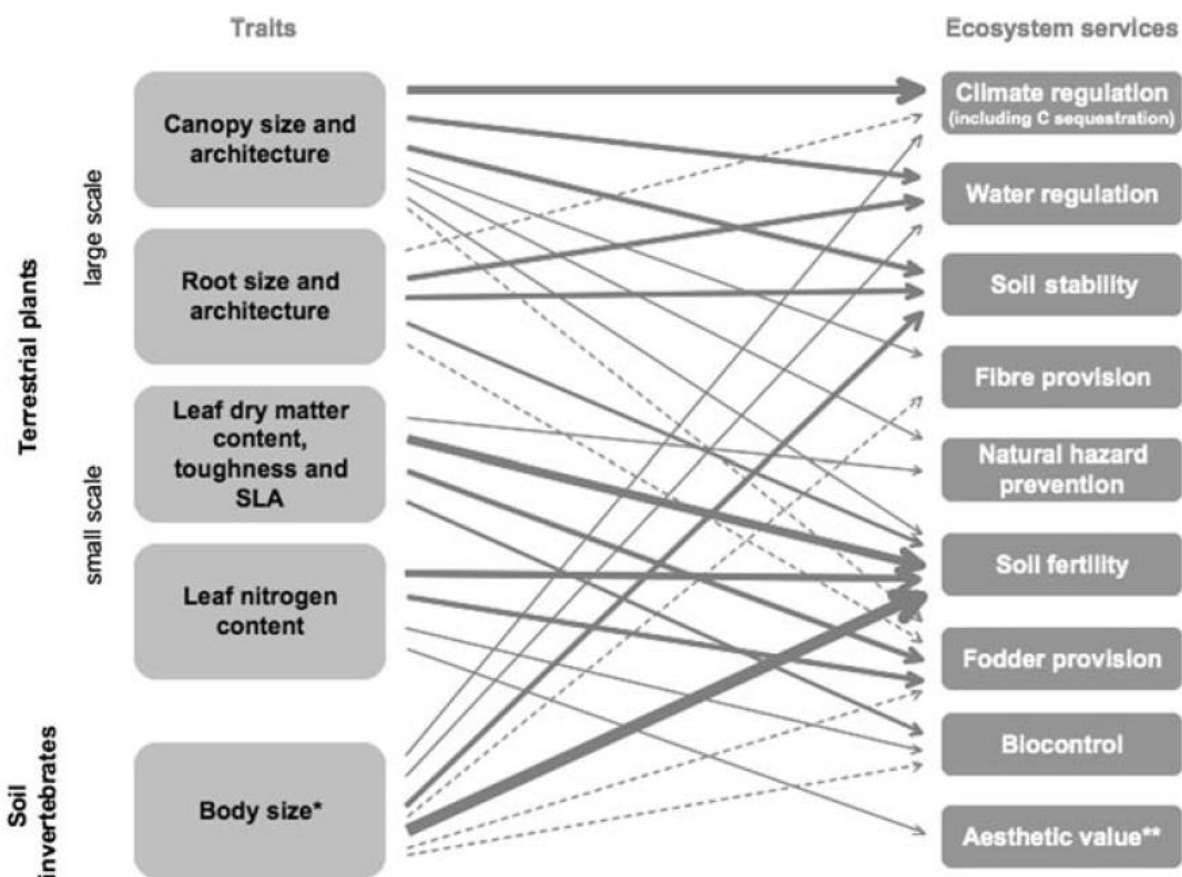 Traits
Ecosystem services
Terrestrial plants
large scale
small scale
Soil
invertebrates
Canopy size and
architecture
Root size and
architecture
Leaf dry matter
content,
toughness and
SLA
Leaf nitrogen
content
Body size*
Climate regulation
(including C sequestration)
Water regulation
Soil stability
Fibre provision
Natural hazard
prevention
Soil fertility
Fodder provision
Biocontrol
Aesthetic value**